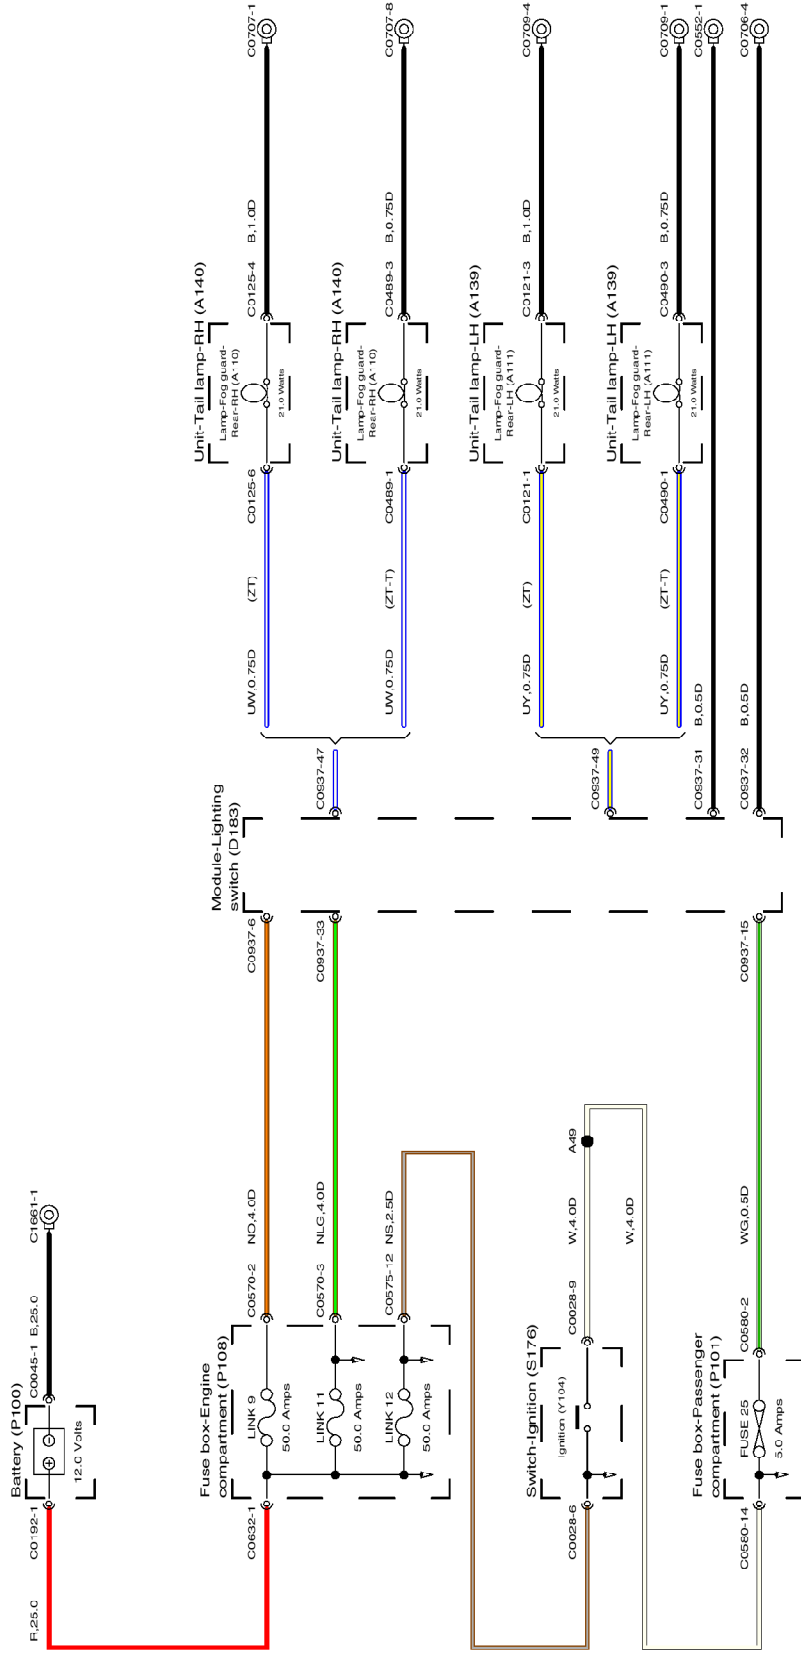 Battery (P100)
12.0 Volts
C0192-1
R,25.0
C0045-1
B,25.0
C1661-1
Fuse box-Engine
compartment (P108)
C0632-1
LINK 9
50.0 Amps
LINK 11
50.0 Amps
LINK 12
50.0 Amps
C0570-2
NO,4.0D
C0570-3
NLG,4.0D
C0575-12
NS,2.5D
Switch-Ignition (S176)
Ignition (Y104)
C0028-6
C0028-9
W,4.0D
A49
W,4.0D
Fuse box-Passenger
compartment (P101)
FUSE 25
5.0 Amps
C0580-14
C0580-2
WG,0.5D
Module-Lighting
switch (D183)
C0937-6
C0937-33
C0937-15
C0937-47
C0937-49
C0937-31
B,0.5D
C0937-32
B,0.5D
UW,0.75D
(ZT)
C0125-6
Unit-Tail lamp-RH (A140)
Lamp-Fog guard-
Rear-RH (A110)
21.0 Watts
C0125-4
B,1.0D
C0707-1
UW,0.75D
(ZT-T)
C0489-1
Unit-Tail lamp-RH (A140)
Lamp-Fog guard-
Rear-RH (A110)
21.0 Watts
C0489-3
B,0.75D
C0707-8
UY,0.75D
(ZT)
C0121-1
Unit-Tail lamp-LH (A139)
Lamp-Fog guard-
Rear-LH (A111)
21.0 Watts
C0121-3
B,1.0D
C0709-4
UY,0.75D
(ZT-T)
C0490-1
Unit-Tail lamp-LH (A139)
Lamp-Fog guard-
Rear-LH (A111)
21.0 Watts
C0490-3
B,0.75D
C0709-1
C0552-1
C0706-4